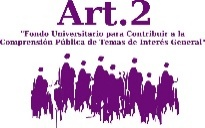 Art.2
"Fondo Universitario para Contribuir a la
Comprensión Pública de Temas de Interés General"